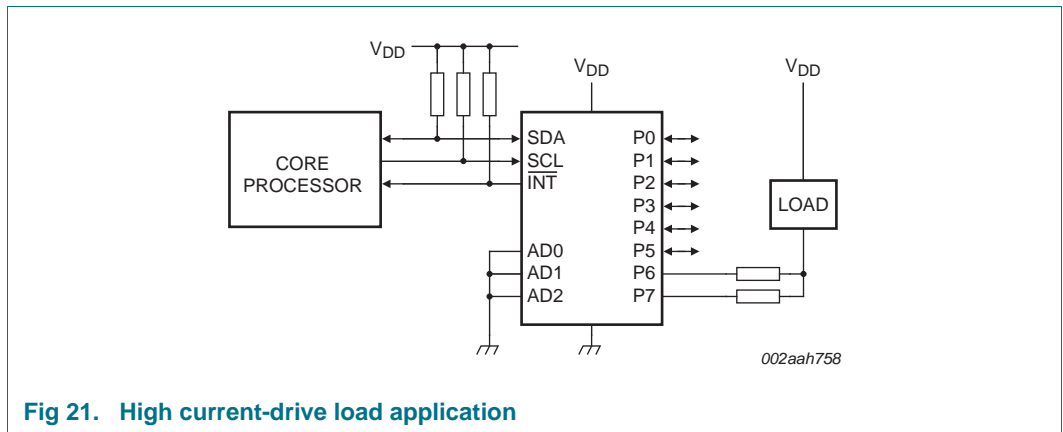 VDD
VDD
VDD
CORE
PROCESSOR
SDA
SCL
INT
AD0
AD1
AD2
P0
P1
P2
P3
P4
P5
P6
P7
LOAD
002aah758
Fig 21. High current-drive load application